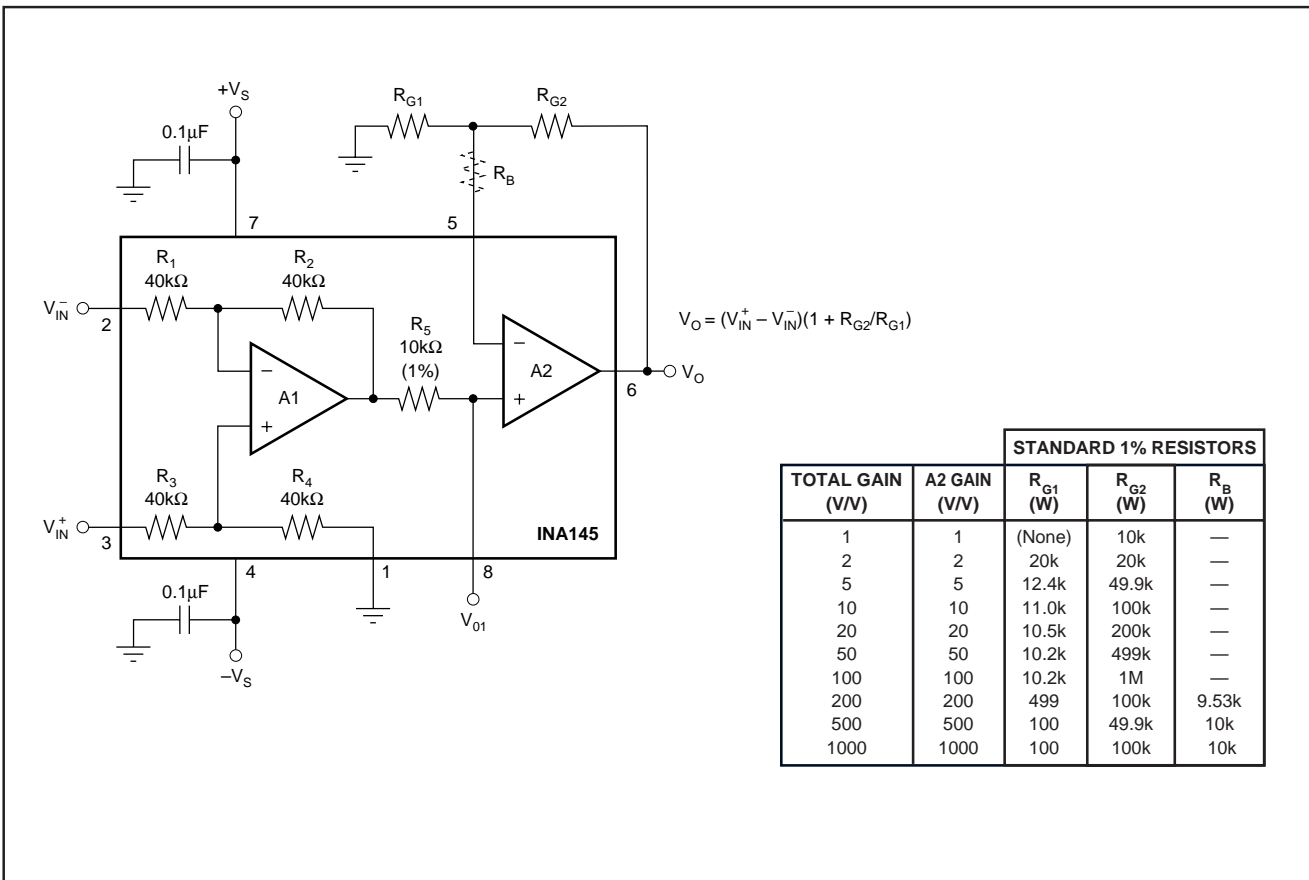 +V_S
0.1µF
R_G1
R_G2
R_B
7
5
R_1
40kΩ
R_2
40kΩ
V_IN^–
2
R_5
10kΩ
(1%)
A1
–
+
A2
–
+
6
V_O
V_O = (V_IN^+ – V_IN^–)(1 + R_G2/R_G1)
R_3
40kΩ
R_4
40kΩ
V_IN^+
3
INA145
4
1
8
0.1µF
–V_S
V_01
STANDARD 1% RESISTORS
TOTAL GAIN (V/V) A2 GAIN (V/V) R_G1 (W) R_G2 (W) R_B (W)
1 1 (None) 10k —
2 2 20k 20k —
5 5 12.4k 49.9k —
10 10 11.0k 100k —
20 20 10.5k 200k —
50 50 10.2k 499k —
100 100 10.2k 1M —
200 200 499 100k 9.53k
500 500 100 49.9k 10k
1000 1000 100 100k 10k